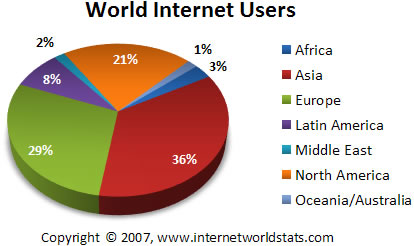 World Internet Users
2%
21%
1%
3%
8%
29%
36%
Africa
Asia
Europe
Latin America
Middle East
North America
Oceania/Australia
Copyright © 2007, www.internetworldstats.com